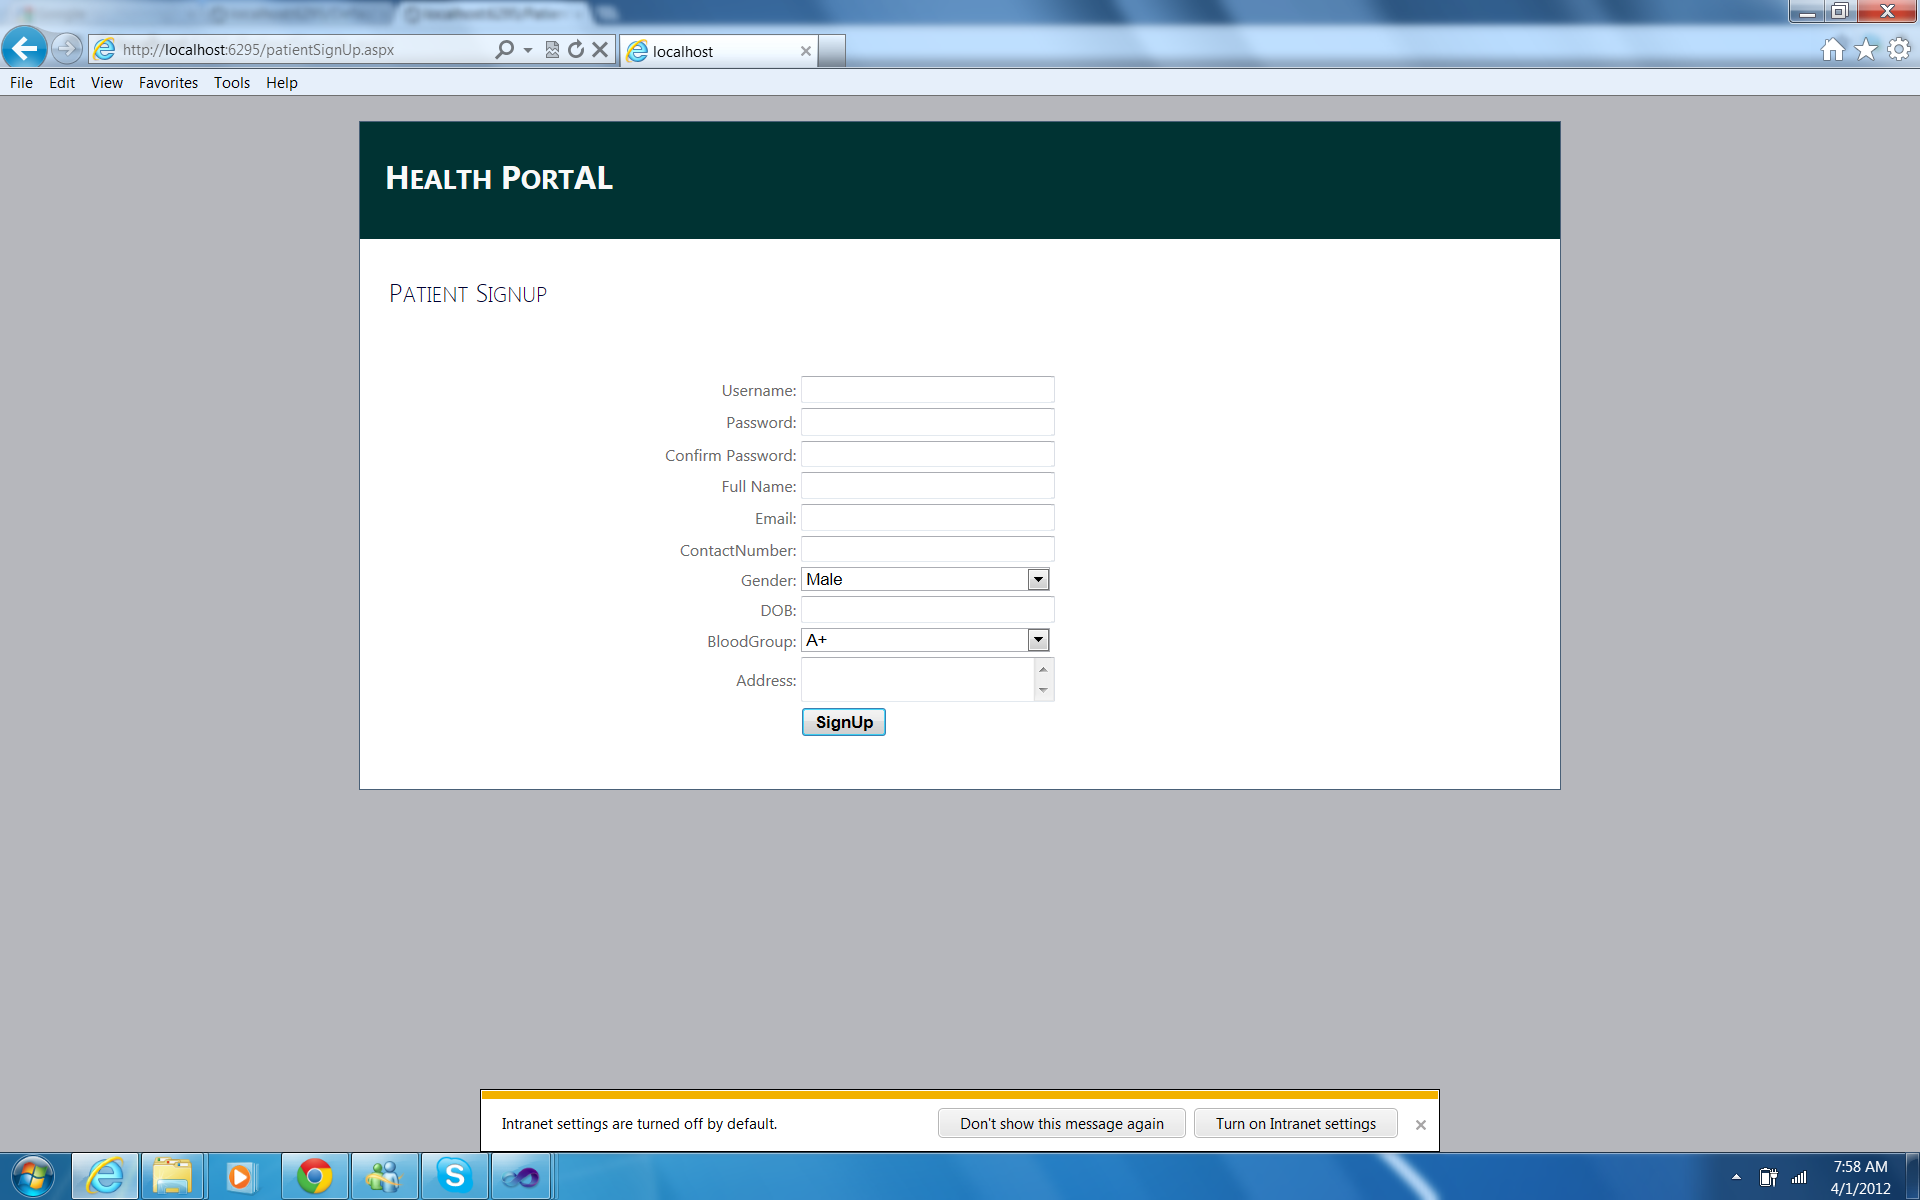 http://localhost:6295/patientSignUp.aspx
localhost
File Edit View Favorites Tools Help
HEALTH PORTAL
PATIENT SIGNUP
Username:
Password:
Confirm Password:
Full Name:
Email:
ContactNumber:
Gender: Male
DOB:
BloodGroup: A+
Address:
SignUp
Intranet settings are turned off by default. Don't show this message again Turn on Intranet settings
7:58 AM
4/1/2012